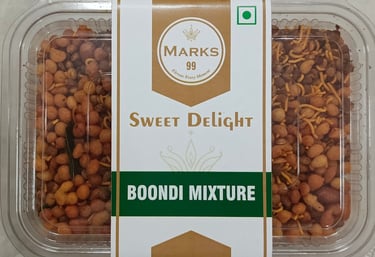 MARKS
99
SWEET DELIGHT
BOONDI MIXTURE